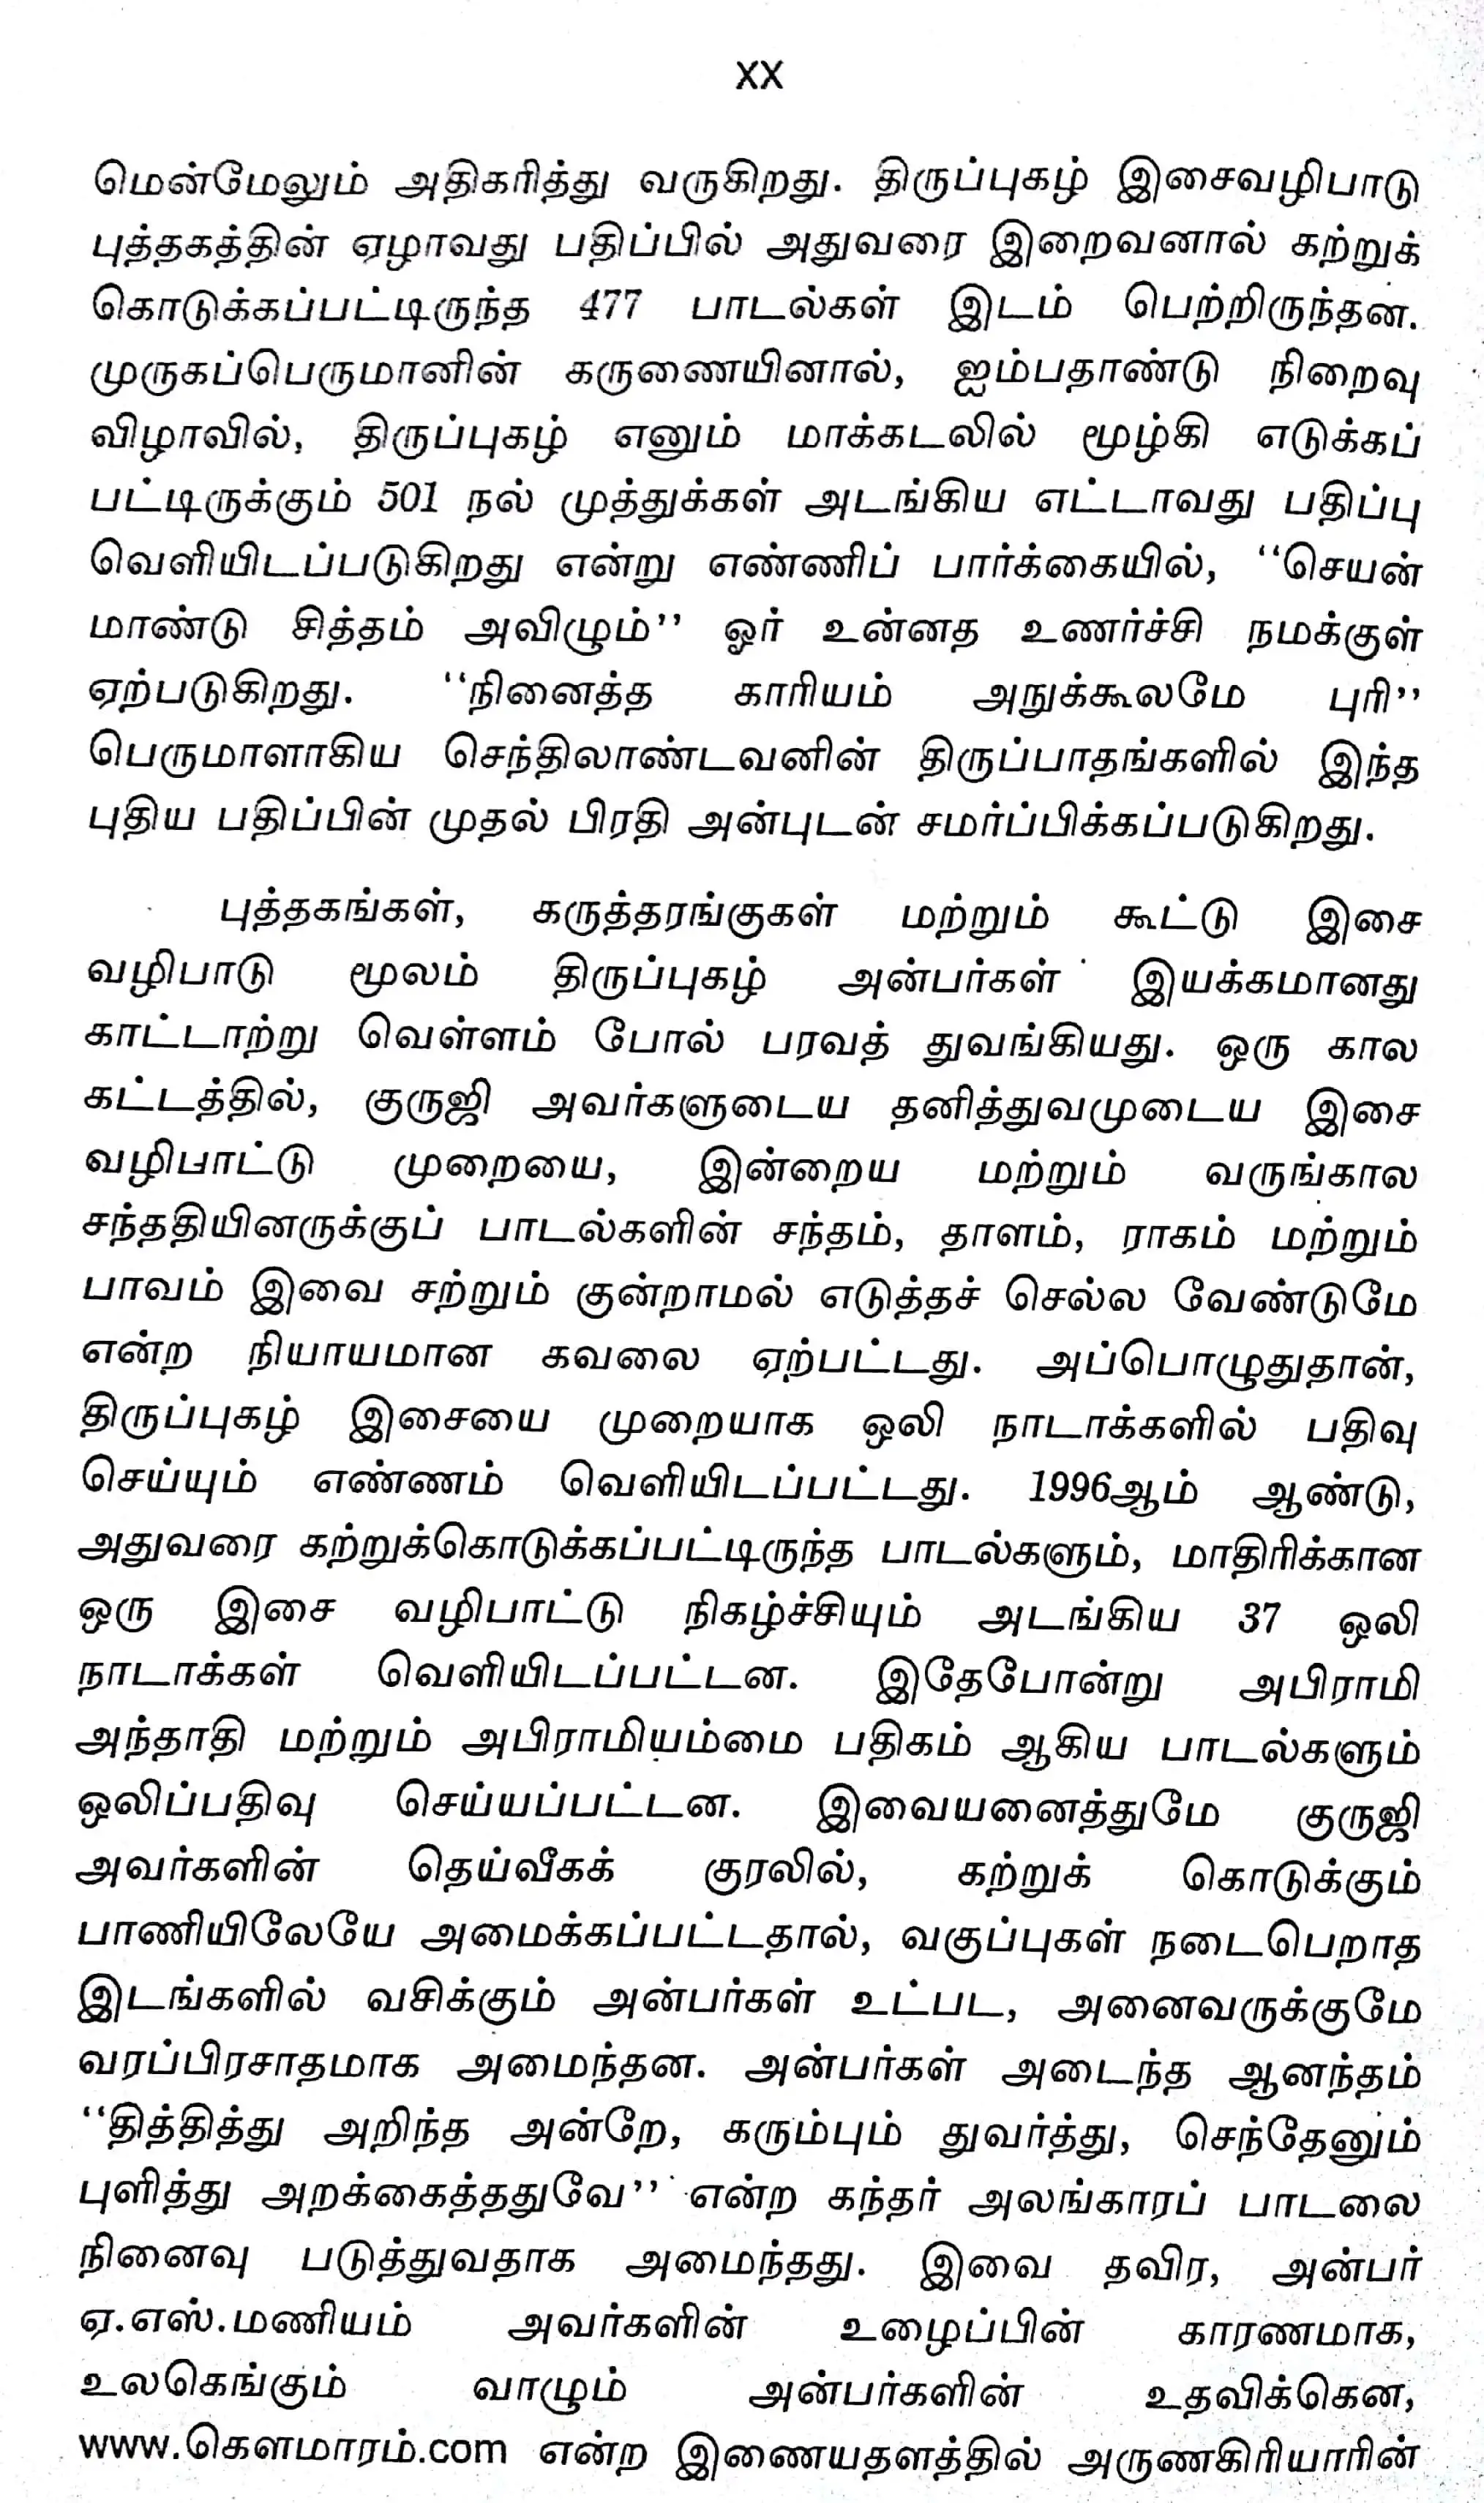 xx
மென்மேலும் அதிகரித்து வருகிறது. திருப்புகழ் இசைவழிபாடு
புத்தகத்தின் ஏழாவது பதிப்பில் அதுவரை இறைவனால் கற்றுக்
கொடுக்கப்பட்டிருந்த 477 பாடல்கள் இடம் பெற்றிருந்தன.
முருகப்பெருமானின் கருணையினால், ஐம்பதாண்டு நிறைவு
விழாவில், திருப்புகழ் எனும் மாக்கடலில் மூழ்கி எடுக்கப்
பட்டிருக்கும் 501 நல் முத்துக்கள் அடங்கிய எட்டாவது பதிப்பு
வெளியிடப்படுகிறது என்று எண்ணிப் பார்க்கையில், “செயன்
மாண்டு சித்தம் அவிழும்” ஓர் உன்னத உணர்ச்சி நமக்குள்
ஏற்படுகிறது. “நினைத்த காரியம் அநுக்கூலமே புரி”
பெருமாளாகிய செந்திலாண்டவனின் திருப்பாதங்களில் இந்த
புதிய பதிப்பின் முதல் பிரதி அன்புடன் சமர்ப்பிக்கப்படுகிறது.
புத்தகங்கள், கருத்தரங்குகள் மற்றும் கூட்டு இசை
வழிபாடு மூலம் திருப்புகழ் அன்பர்கள் இயக்கமானது
காட்டாற்று வெள்ளம் போல் பரவத் துவங்கியது. ஒரு கால
கட்டத்தில், குருஜி அவர்களுடைய தனித்துவமுடைய இசை
வழிபாட்டு முறையை, இன்றைய மற்றும் வருங்கால
சந்ததியினருக்குப் பாடல்களின் சந்தம், தாளம், ராகம் மற்றும்
பாவம் இவை சற்றும் குன்றாமல் எடுத்தச் செல்ல வேண்டுமே
என்ற நியாயமான கவலை ஏற்பட்டது. அப்பொழுதுதான்,
திருப்புகழ் இசையை முறையாக ஒலி நாடாக்களில் பதிவு
செய்யும் எண்ணம் வெளியிடப்பட்டது. 1996ஆம் ஆண்டு,
அதுவரை கற்றுக்கொடுக்கப்பட்டிருந்த பாடல்களும், மாதிரிக்கான
ஒரு இசை வழிபாட்டு நிகழ்ச்சியும் அடங்கிய 37 ஒலி
நாடாக்கள் வெளியிடப்பட்டன. இதேபோன்று அபிராமி
அந்தாதி மற்றும் அபிராமியம்மை பதிகம் ஆகிய பாடல்களும்
ஒலிப்பதிவு செய்யப்பட்டன. இவையனைத்துமே குருஜி
அவர்களின் தெய்வீகக் குரலில், கற்றுக் கொடுக்கும்
பாணியிலேயே அமைக்கப்பட்டதால், வகுப்புகள் நடைபெறாத
இடங்களில் வசிக்கும் அன்பர்கள் உட்பட, அனைவருக்குமே
வரப்பிரசாதமாக அமைந்தன. அன்பர்கள் அடைந்த ஆனந்தம்
“தித்தித்து அறிந்த அன்றே, கரும்பும் துவர்த்து, செந்தேனும்
புளித்து அறக்கைத்ததுவே” என்ற கந்தர் அலங்காரப் பாடலை
நினைவு படுத்துவதாக அமைந்தது. இவை தவிர, அன்பர்
ஏ.எஸ்.மணியம் அவர்களின் உழைப்பின் காரணமாக,
உலகெங்கும் வாழும் அன்பர்களின் உதவிக்கென,
www.கௌமாரம்.com என்ற இணையதளத்தில் அருணகிரியாரின்